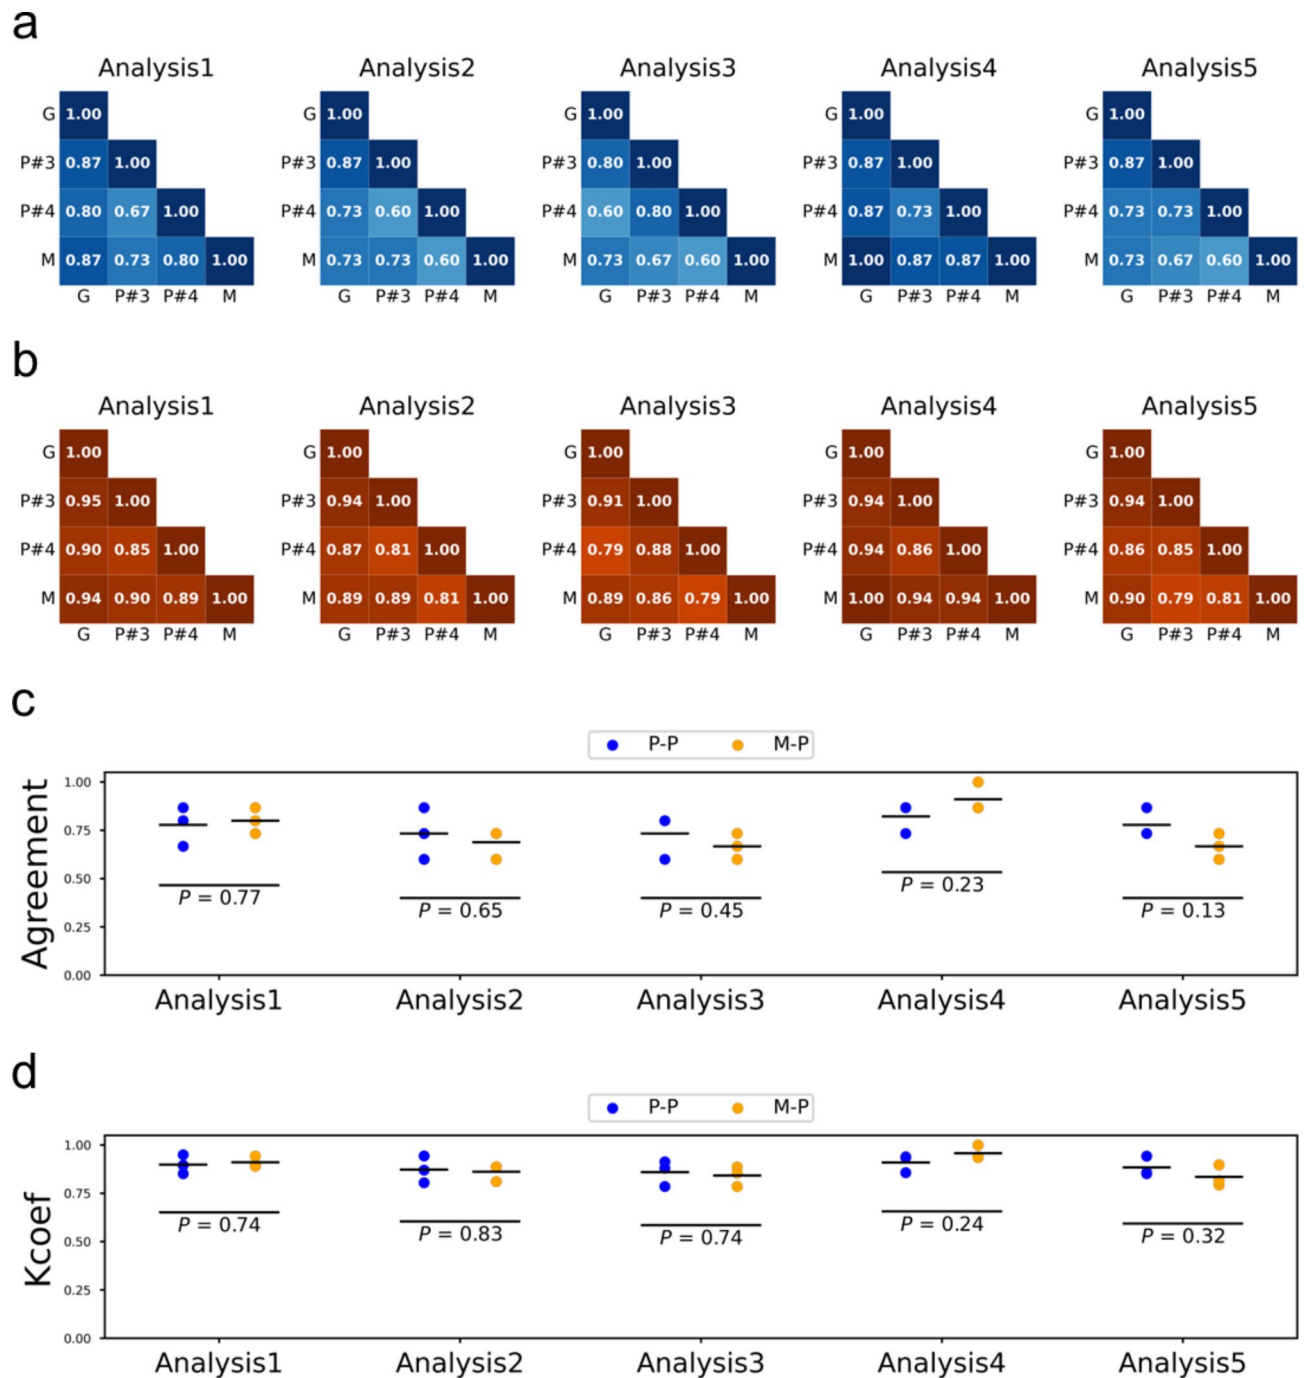 a
Analysis1 Analysis2 Analysis3 Analysis4 Analysis5
G 1.00 G 1.00 G 1.00 G 1.00 G 1.00
P#3 0.87 1.00 P#3 0.87 1.00 P#3 0.80 1.00 P#3 0.87 1.00 P#3 0.87 1.00
P#4 0.80 0.67 1.00 P#4 0.73 0.60 1.00 P#4 0.60 0.80 1.00 P#4 0.87 0.73 1.00 P#4 0.73 0.73 1.00
M 0.87 0.73 0.80 1.00 M 0.73 0.73 0.60 1.00 M 0.73 0.67 0.60 1.00 M 1.00 0.87 0.87 1.00 M 0.73 0.67 0.60 1.00
G P#3 P#4 M G P#3 P#4 M G P#3 P#4 M G P#3 P#4 M G P#3 P#4 M
b
Analysis1 Analysis2 Analysis3 Analysis4 Analysis5
G 1.00 G 1.00 G 1.00 G 1.00 G 1.00
P#3 0.95 1.00 P#3 0.94 1.00 P#3 0.91 1.00 P#3 0.94 1.00 P#3 0.94 1.00
P#4 0.90 0.85 1.00 P#4 0.87 0.81 1.00 P#4 0.79 0.88 1.00 P#4 0.94 0.86 1.00 P#4 0.86 0.85 1.00
M 0.94 0.90 0.89 1.00 M 0.89 0.89 0.81 1.00 M 0.89 0.86 0.79 1.00 M 1.00 0.94 0.94 1.00 M 0.90 0.79 0.81 1.00
G P#3 P#4 M G P#3 P#4 M G P#3 P#4 M G P#3 P#4 M G P#3 P#4 M
c
P-P M-P
Agreement
1.00
0.75
0.50
0.25
0.00
P = 0.77 P = 0.65 P = 0.45 P = 0.23 P = 0.13
Analysis1 Analysis2 Analysis3 Analysis4 Analysis5
d
P-P M-P
Kcoef
1.00
0.75
0.50
0.25
0.00
P = 0.74 P = 0.83 P = 0.74 P = 0.24 P = 0.32
Analysis1 Analysis2 Analysis3 Analysis4 Analysis5